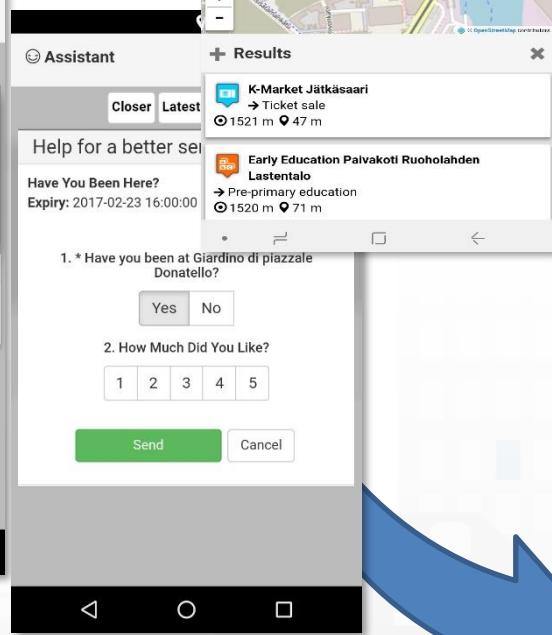 −
© OpenStreetMap contributors
Assistant
Closer Latest
Help for a better
Have You Been Here?
Expiry: 2017-02-23 16:00:00
1. * Have you been at Giardino di piazzale
Donatello?
Yes No
2. How Much Did You Like?
1 2 3 4 5
Send Cancel
+ Results
K-Market Jätkäsaari
→ Ticket sale
1521 m 47 m
Early Education Paivakoti Ruoholahden
Lastentalo
→ Pre-primary education
1520 m 71 m